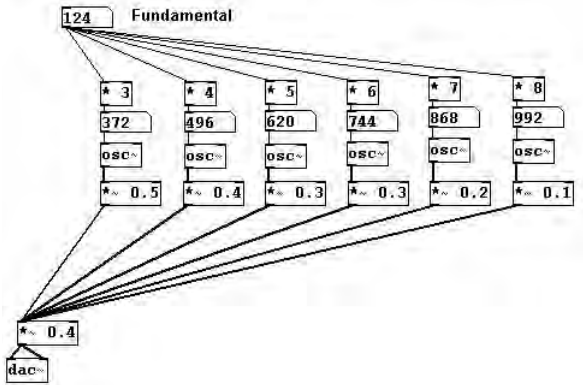 124 Fundamental
* 3 * 4 * 5 * 6 * 7 * 8
372 496 620 744 868 992
osc~ osc~ osc~ osc~ osc~ osc~
*~ 0.5 *~ 0.4 *~ 0.3 *~ 0.3 *~ 0.2 *~ 0.1
*~ 0.4
dac~